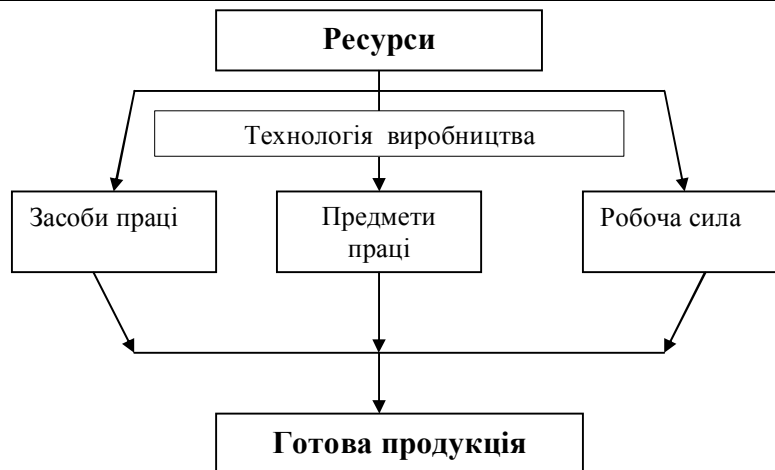 Ресурси
Технологія виробництва
Засоби праці
Предмети
праці
Робоча сила
Готова продукція